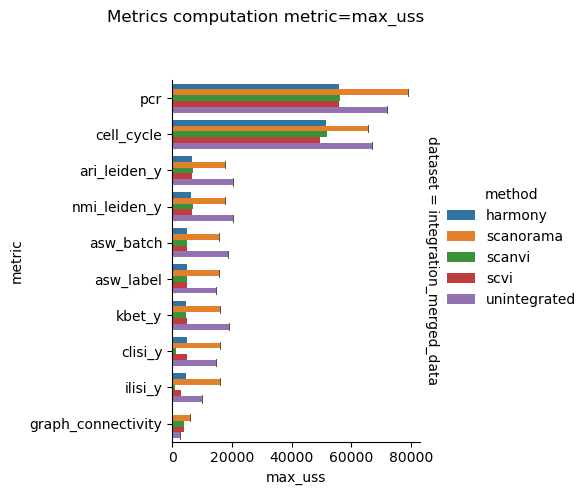 Metrics computation metric=max_uss
metric
pcr
cell_cycle
ari_leiden_y
nmi_leiden_y
asw_batch
asw_label
kbet_y
clisi_y
ilisi_y
graph_connectivity
0 20000 40000 60000 80000
max_uss
dataset = integration_merged_data
method
harmony
scanorama
scanvi
scvi
unintegrated